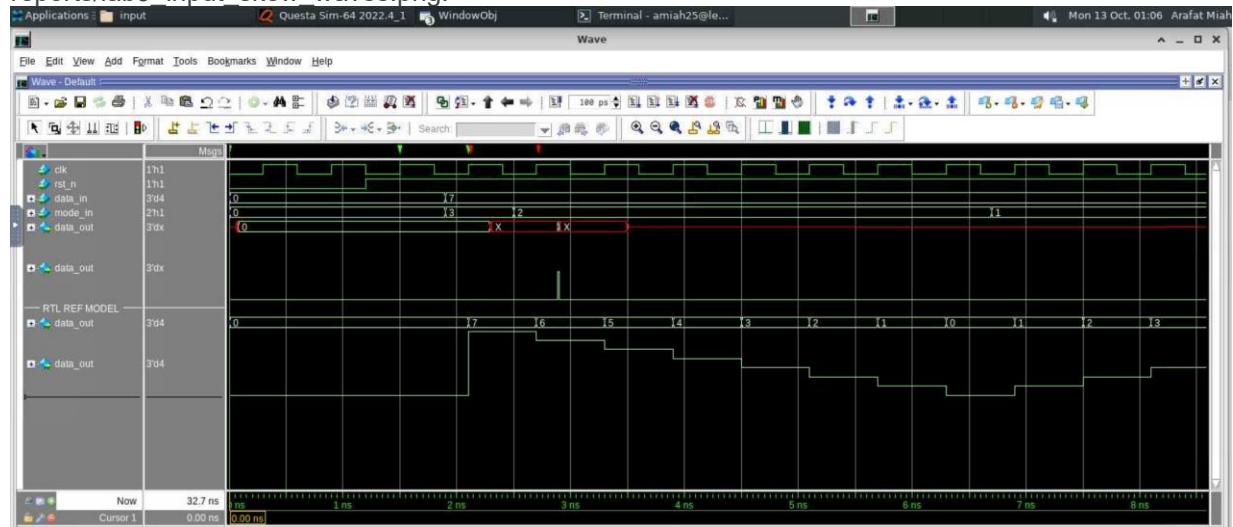 reports/lab3_input_skew_waves.png.
Applications : input Questa Sim-64 2022.4_1 WindowObj Terminal - amiah25@le... Mon 13 Oct, 01:06 Arafat Miah
Wave
File Edit View Add Format Tools Bookmarks Window Help
Wave - Default
100 ps
Search:
Msgs
clk 1'h1
rst_n 1'h1
data_in 3'd4 0 7
mode_in 2'h1 0 3 2 1
data_out 3'dx 0 X X
data_out 3'dx
RTL REF MODEL
data_out 3'd4 0 7 6 5 4 3 2 1 0 1 2 3
data_out 3'd4
Now 32.7 ns ns 1 ns 2 ns 3 ns 4 ns 5 ns 6 ns 7 ns 8 ns
Cursor 1 0.00 ns 0.00 ns